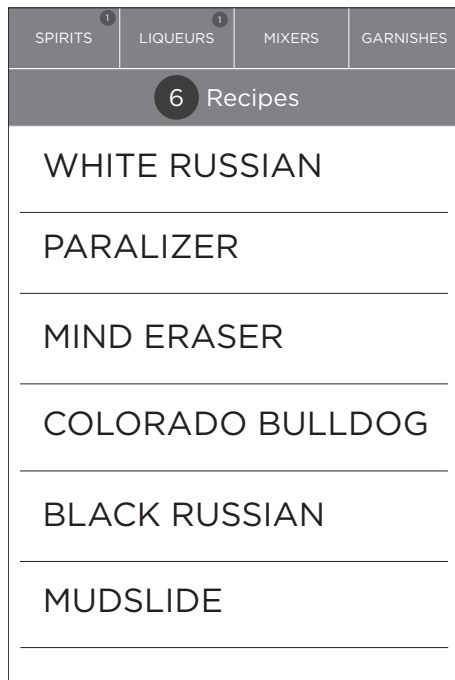 1 1
SPIRITS LIQUEURS MIXERS GARNISHES
6 Recipes
WHITE RUSSIAN
PARALIZER
MIND ERASER
COLORADO BULLDOG
BLACK RUSSIAN
MUDSLIDE